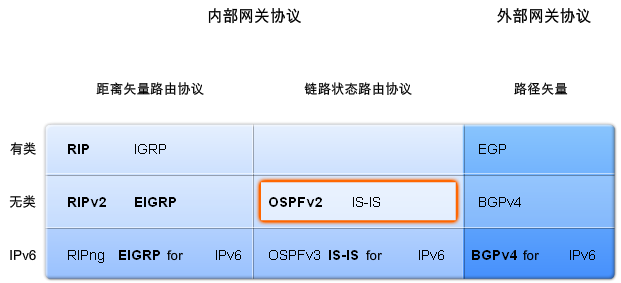 内部网关协议 外部网关协议
距离矢量路由协议 链路状态路由协议 路径矢量
有类 RIP IGRP EGP
无类 RIPv2 EIGRP OSPFv2 IS-IS BGPv4
IPv6 RIPng EIGRP for IPv6 OSPFv3 IS-IS for IPv6 BGPv4 for IPv6